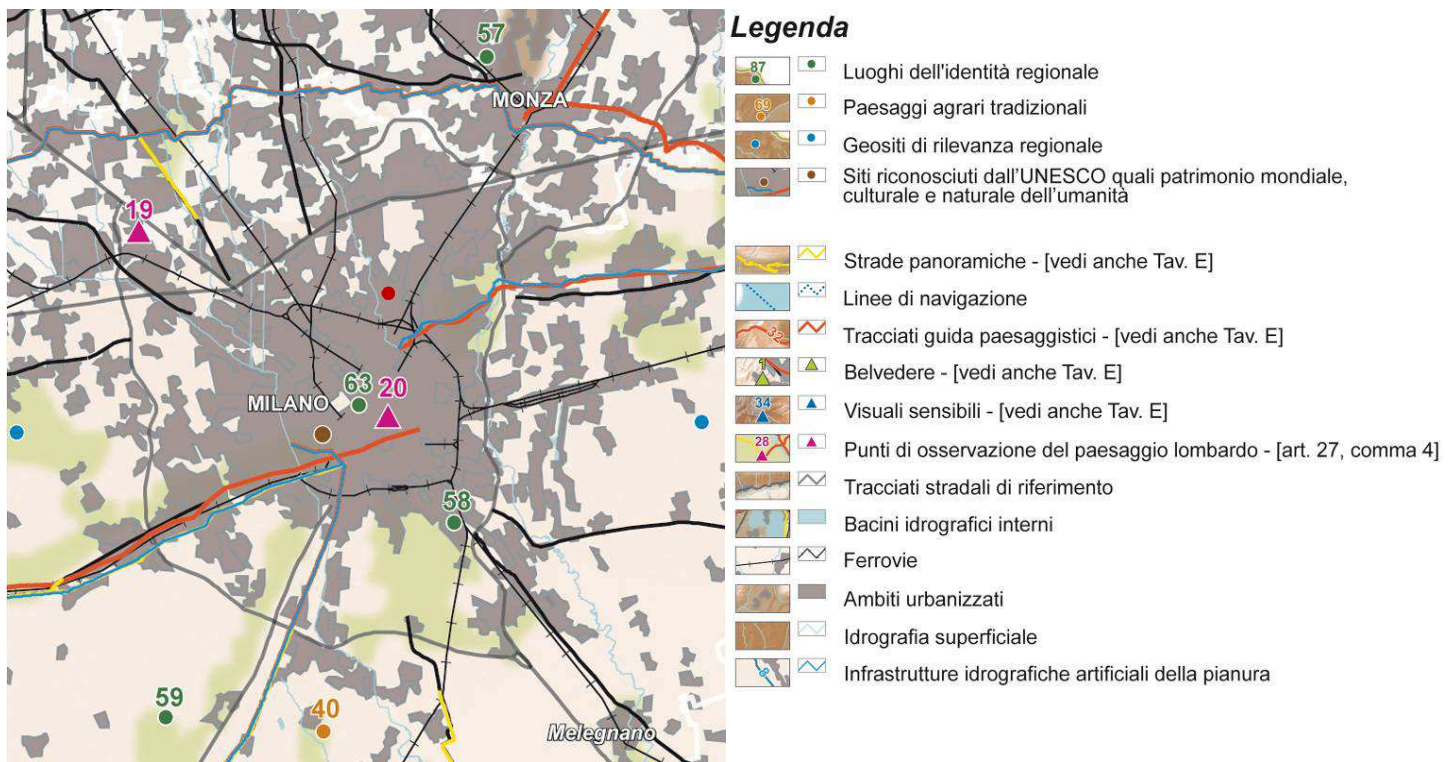 57
MONZA
19
63
20
MILANO
58
59
40
Melegnano
Legenda
87
Luoghi dell'identità regionale
69
Paesaggi agrari tradizionali
Geositi di rilevanza regionale
Siti riconosciuti dall'UNESCO quali patrimonio mondiale,
culturale e naturale dell'umanità
Strade panoramiche - [vedi anche Tav. E]
Linee di navigazione
32
Tracciati guida paesaggistici - [vedi anche Tav. E]
1
Belvedere - [vedi anche Tav. E]
34
Visuali sensibili - [vedi anche Tav. E]
28
Punti di osservazione del paesaggio lombardo - [art. 27, comma 4]
Tracciati stradali di riferimento
Bacini idrografici interni
Ferrovie
Ambiti urbanizzati
Idrografia superficiale
Infrastrutture idrografiche artificiali della pianura